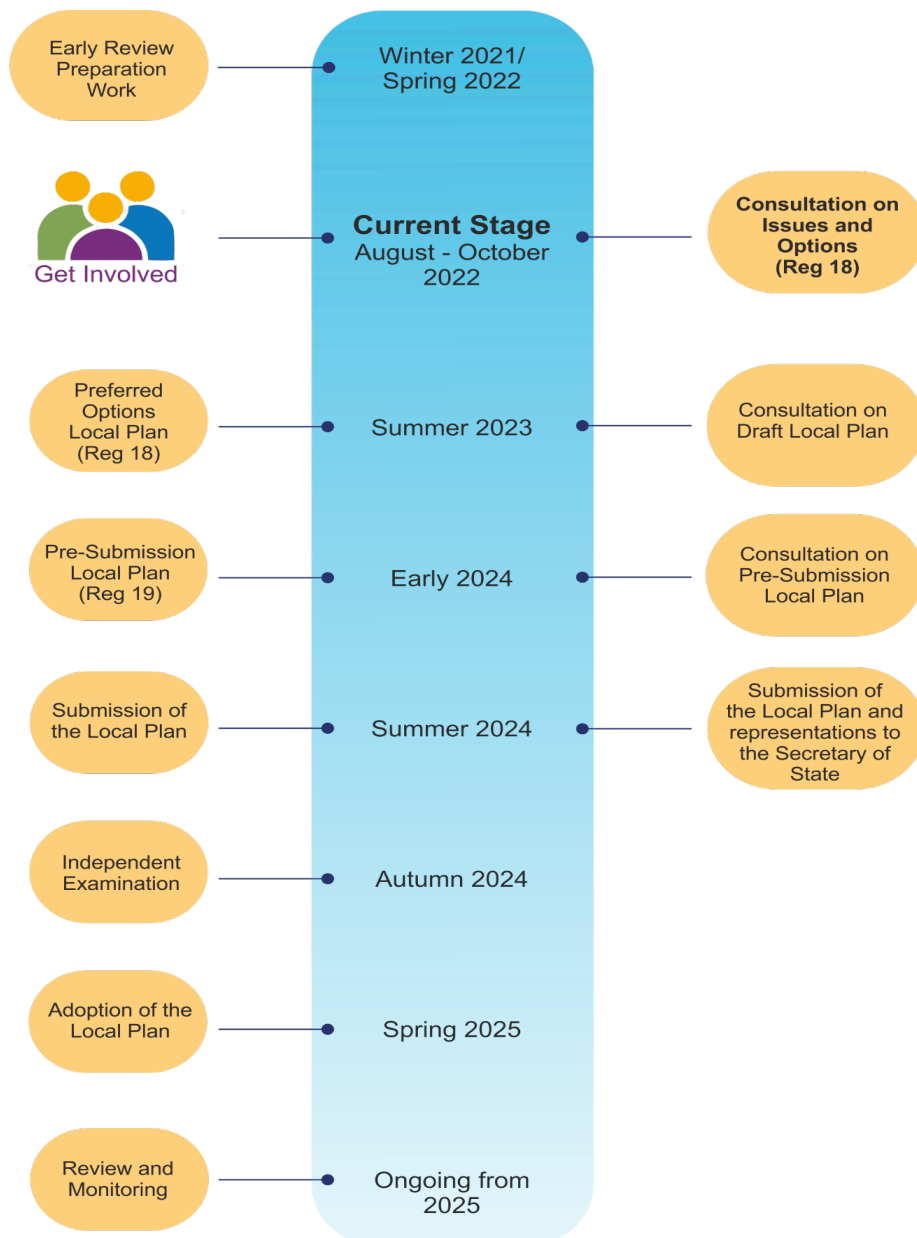 Early Review
Preparation
Work
Winter 2021/
Spring 2022
Get Involved
Current Stage
August - October
2022
Consultation on
Issues and
Options
(Reg 18)
Preferred
Options
Local Plan
(Reg 18)
Summer 2023
Consultation on
Draft Local Plan
Pre-Submission
Local Plan
(Reg 19)
Early 2024
Consultation on
Pre-Submission
Local Plan
Submission of
the Local Plan
Summer 2024
Submission of
the Local Plan and
representations to
the Secretary of
State
Independent
Examination
Autumn 2024
Adoption of the
Local Plan
Spring 2025
Review and
Monitoring
Ongoing from
2025